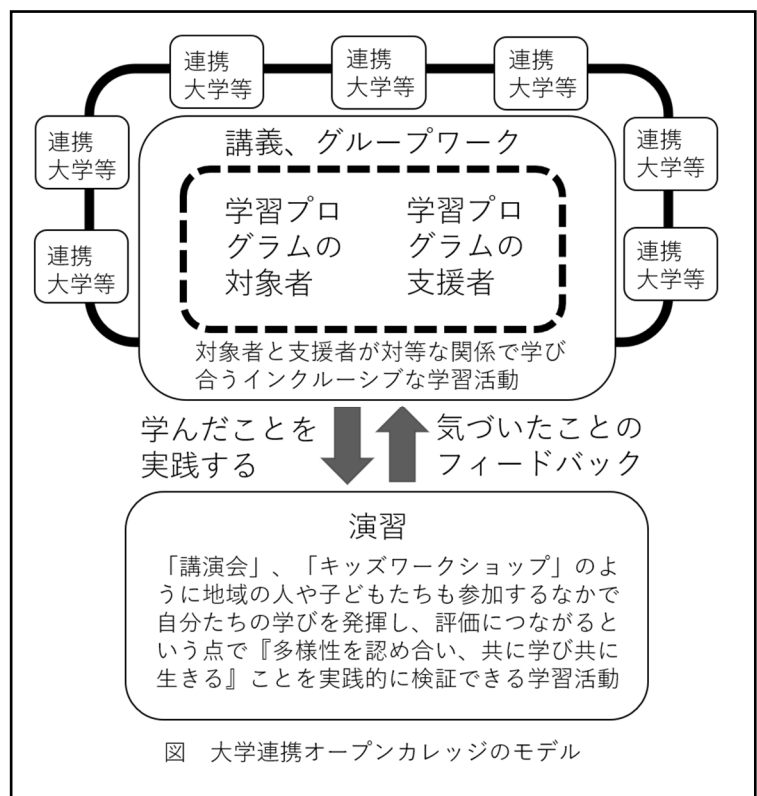 連携
大学等
連携
大学等
連携
大学等
連携
大学等
連携
大学等
連携
大学等
連携
大学等
講義、グループワーク
学習プロ
グラムの
対象者
学習プロ
グラムの
支援者
対象者と支援者が対等な関係で学び
合うインクルーシブな学習活動
学んだことを
実践する
気づいたことの
フィードバック
演習
「講演会」、「キッズワークショップ」のよ
うに地域の人や子どもたちも参加するなかで
自分たちの学びを発揮し、評価につながると
いう点で『多様性を認め合い、共に学び共に
生きる』ことを実践的に検証できる学習活動
図　大学連携オープンカレッジのモデル